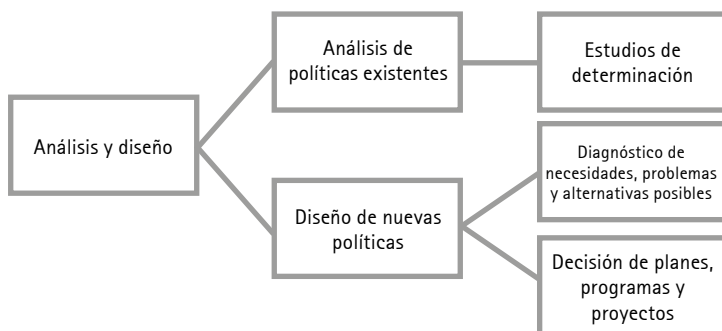 Análisis y diseño
Análisis de
políticas existentes
Estudios de
determinación
Diseño de nuevas
políticas
Diagnóstico de
necesidades, problemas
y alternativas posibles
Decisión de planes,
programas y
proyectos